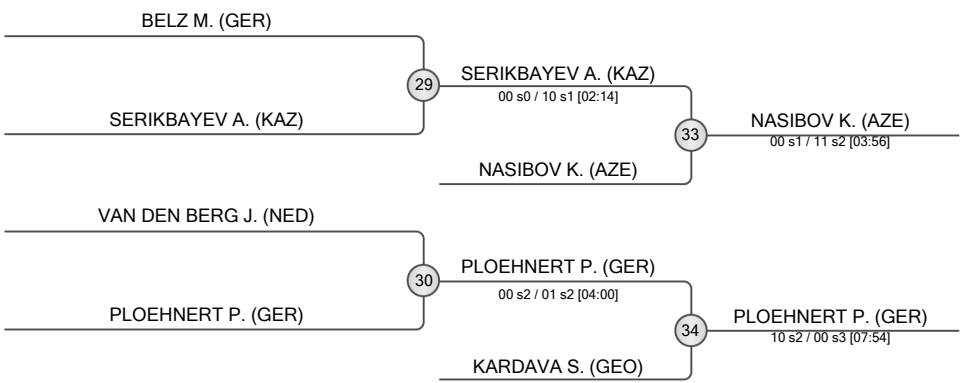 BELZ M. (GER)
29
SERIKBAYEV A. (KAZ)
00 s0 / 10 s1 [02:14]
SERIKBAYEV A. (KAZ)
33
NASIBOV K. (AZE)
00 s1 / 11 s2 [03:56]
NASIBOV K. (AZE)
VAN DEN BERG J. (NED)
30
PLOEHNERT P. (GER)
00 s2 / 01 s2 [04:00]
PLOEHNERT P. (GER)
34
PLOEHNERT P. (GER)
10 s2 / 00 s3 [07:54]
KARDAVA S. (GEO)